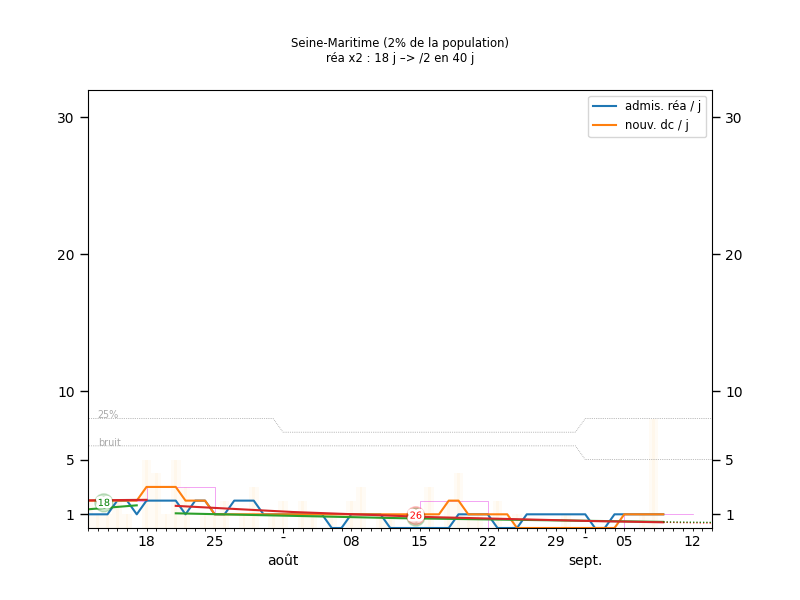 Seine-Maritime (2% de la population)
réa x2 : 18 j –> /2 en 40 j
admis. réa / j
nouv. dc / j
30 30
20 20
10 10
25%
bruit
5 5
18
26
1 1
18 25 - 08 15 22 29 - 05 12
août sept.